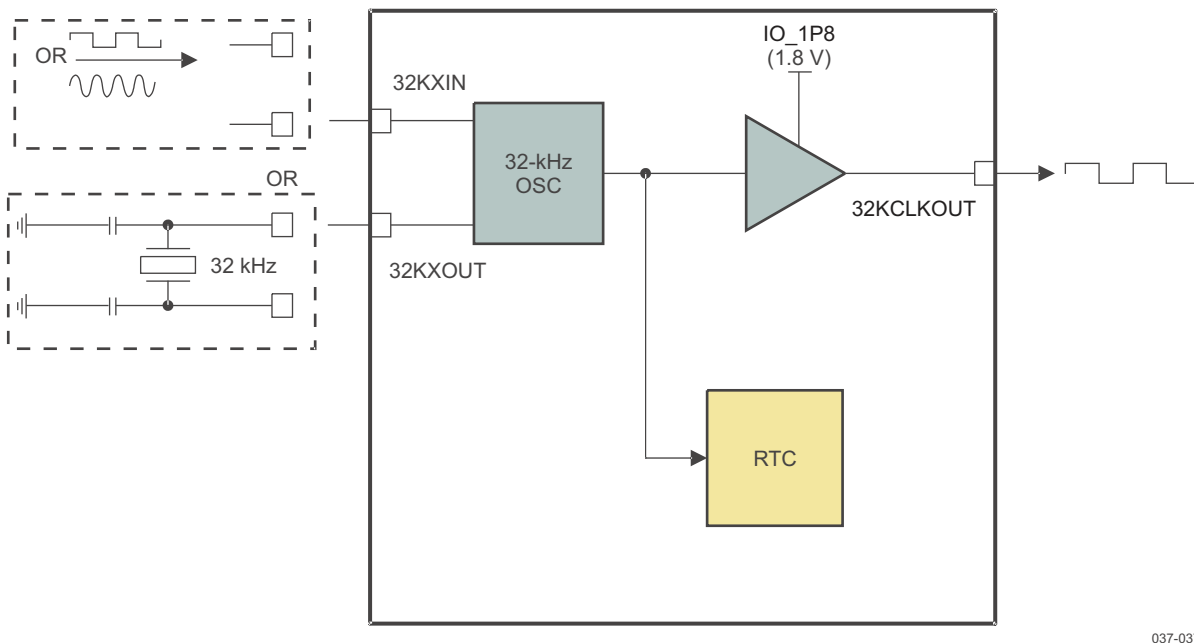 OR
OR
32 kHz
32KXIN
32KXOUT
32-kHz
OSC
IO_1P8
(1.8 V)
32KCLKOUT
RTC
037-03